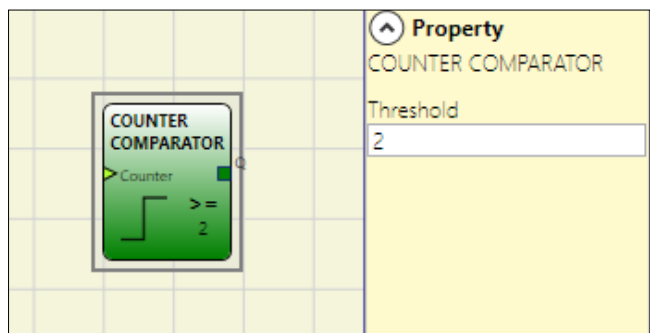 COUNTER
COMPARATOR
Q
Counter
>=
2
Property
COUNTER COMPARATOR
Threshold
2